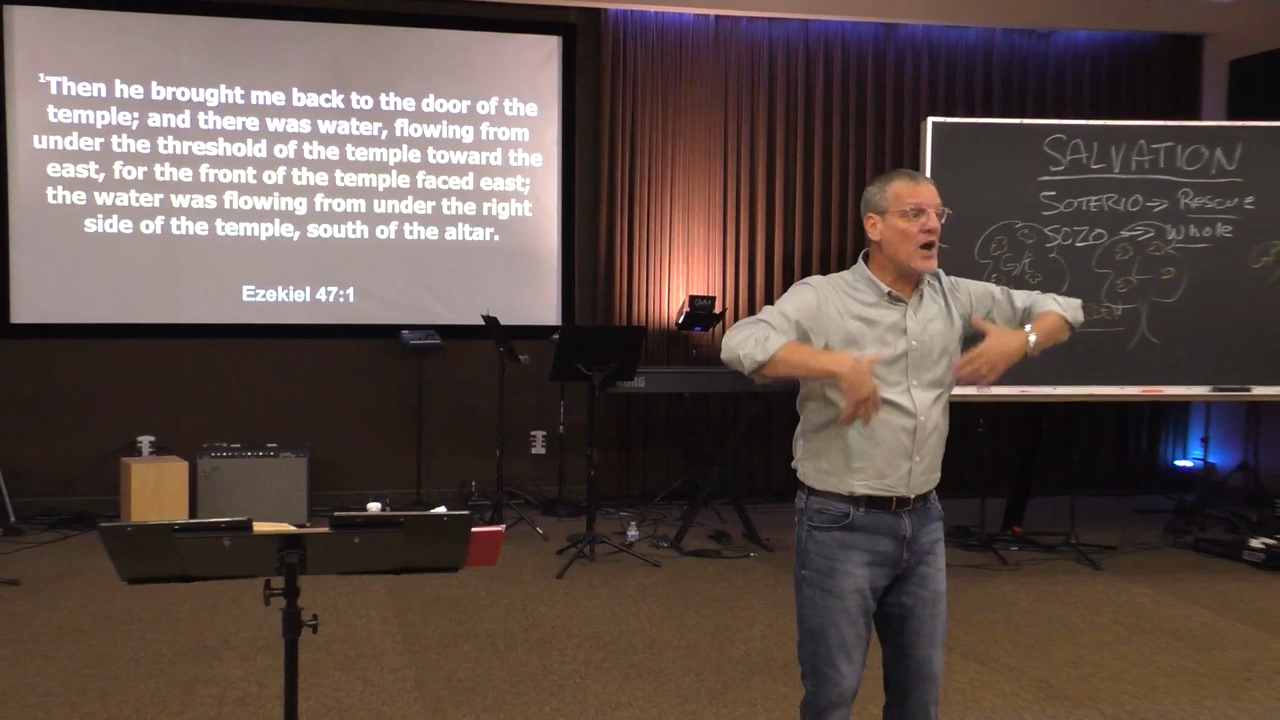 ¹Then he brought me back to the door of the
temple; and there was water, flowing from
under the threshold of the temple toward the
east, for the front of the temple faced east;
the water was flowing from under the right
side of the temple, south of the altar.
Ezekiel 47:1
SALVATION
SOTERIO → RESCUE
SOZO → Whole
KORG